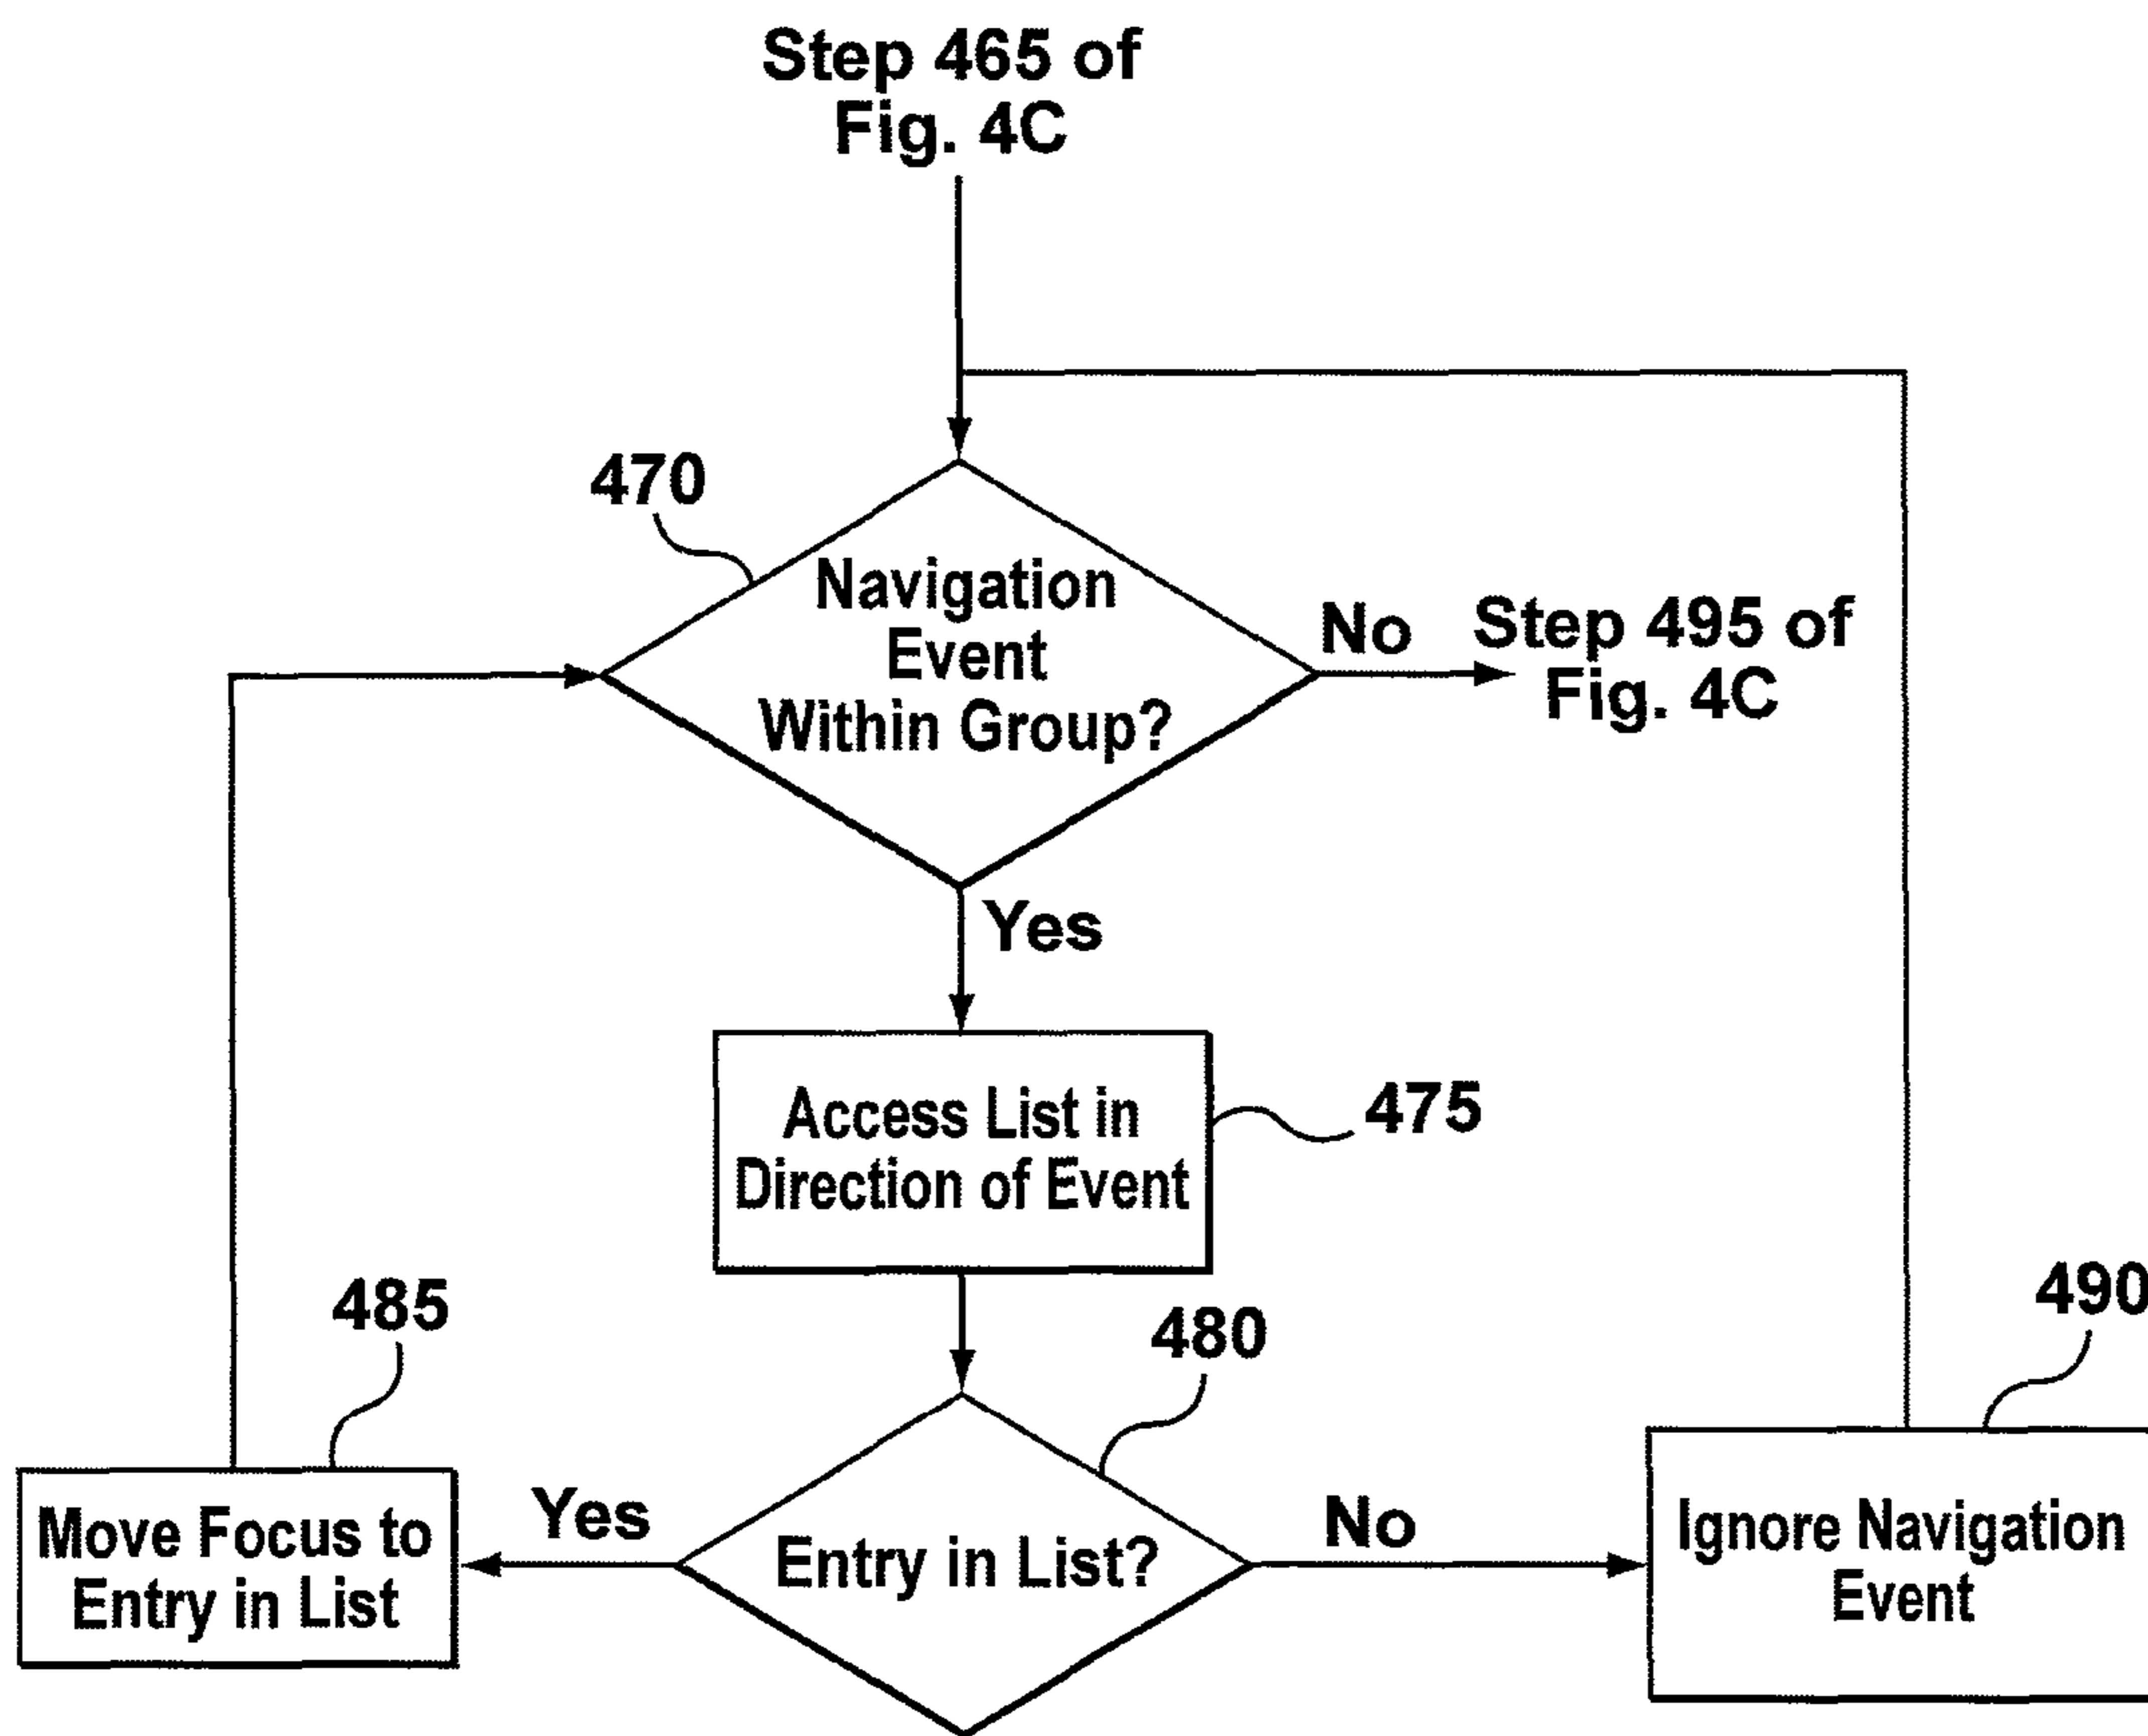 Step 465 of
Fig. 4C
470
Navigation
Event
Within Group?
No
Step 495 of
Fig. 4C
Yes
Access List in
Direction of Event
475
485
480
490
Move Focus to
Entry in List
Yes
Entry in List?
No
Ignore Navigation
Event